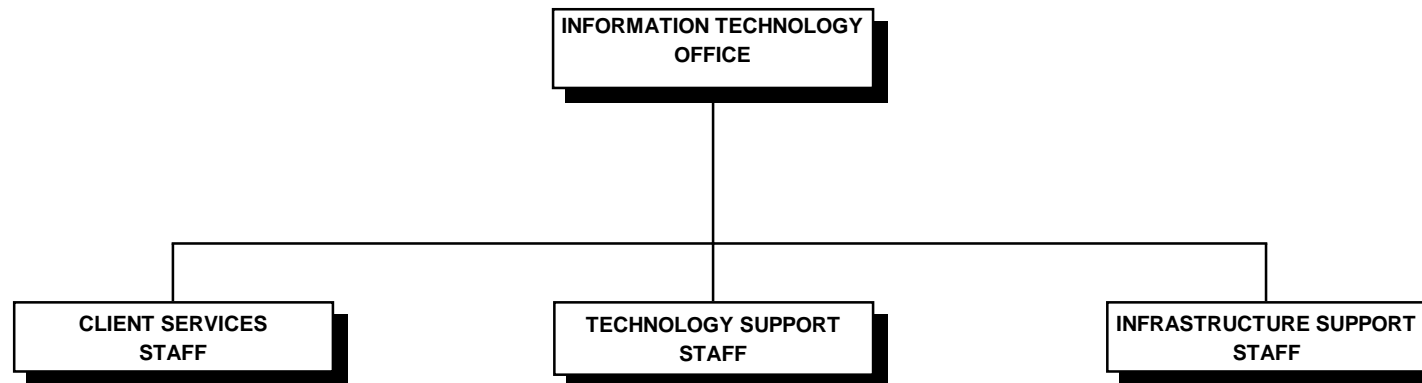 INFORMATION TECHNOLOGY
OFFICE
CLIENT SERVICES
STAFF
TECHNOLOGY SUPPORT
STAFF
INFRASTRUCTURE SUPPORT
STAFF